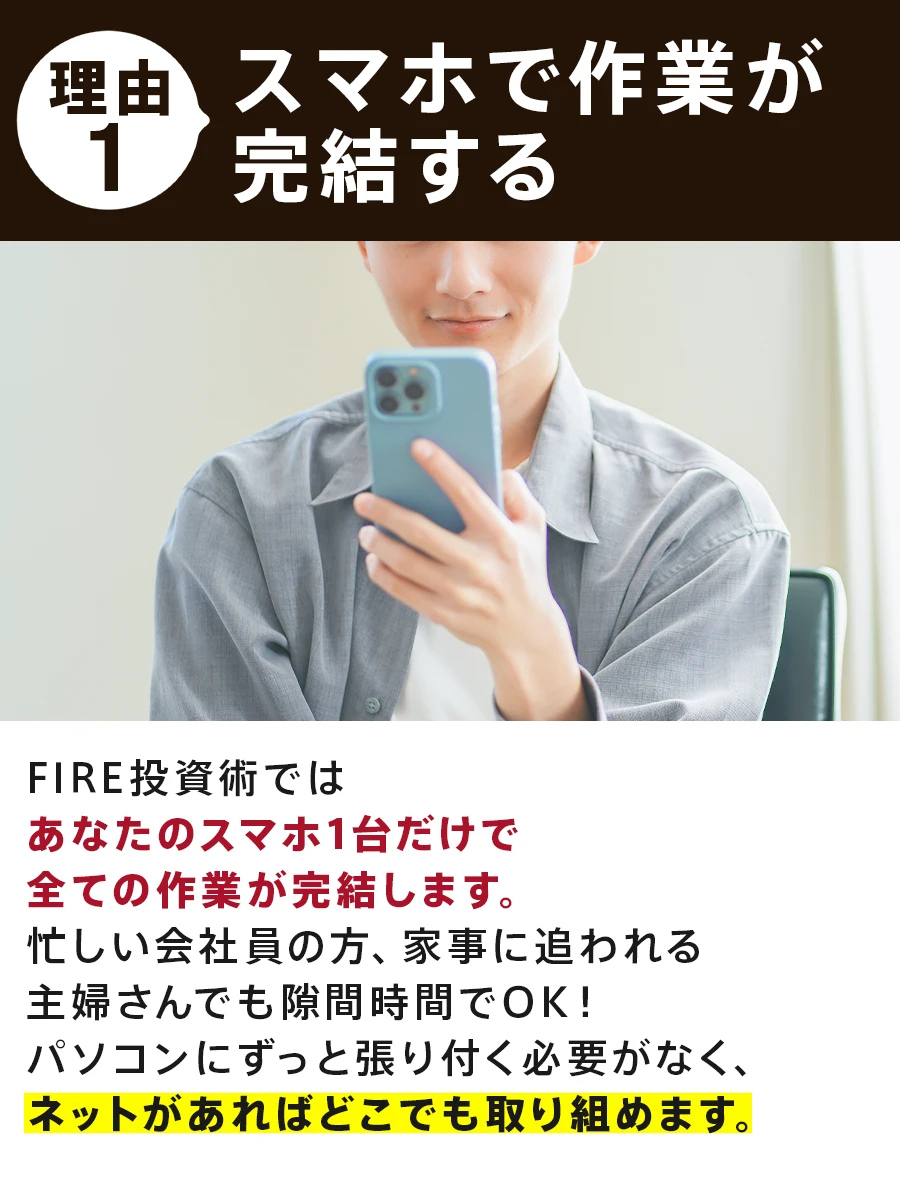 理由
1
スマホで作業が
完結する
FIRE投資術では
あなたのスマホ1台だけで
全ての作業が完結します。
忙しい会社員の方、家事に追われる
主婦さんでも隙間時間でOK!
パソコンにずっと張り付く必要がなく、
ネットがあればどこでも取り組めます。